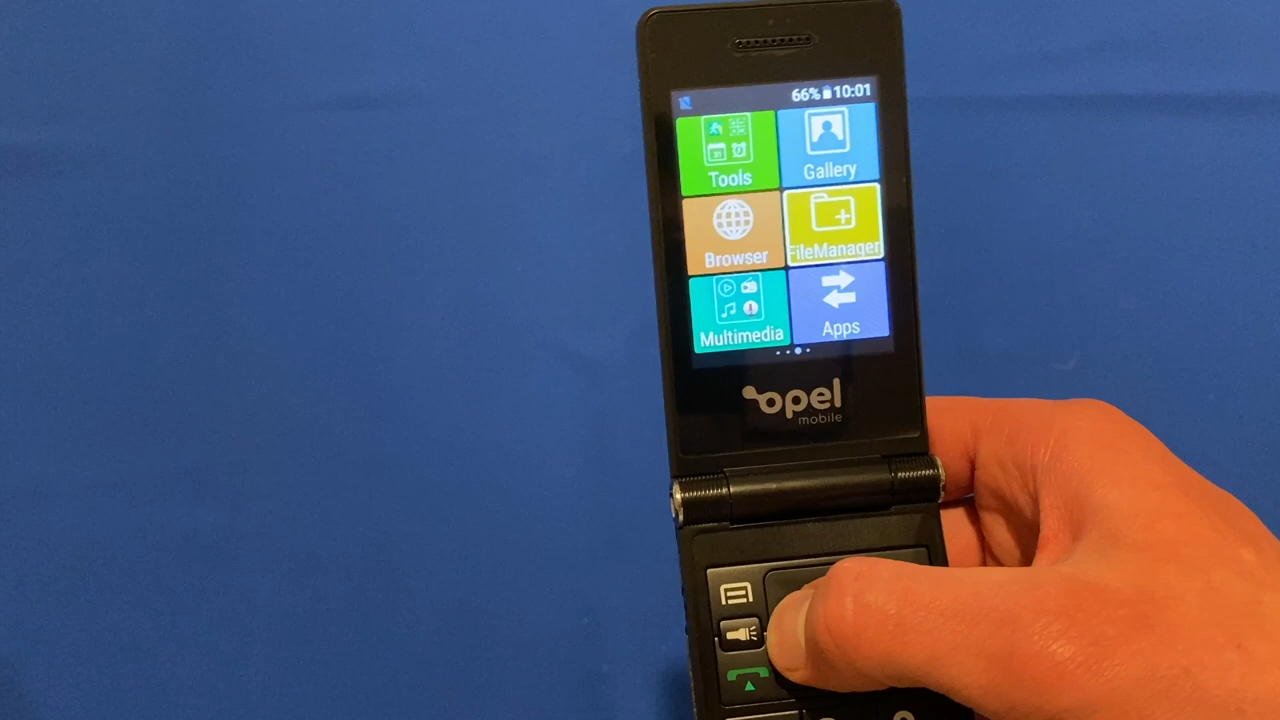 66% 10:01
Tools
Gallery
Browser
FileManager
Multimedia
Apps
opel
mobile